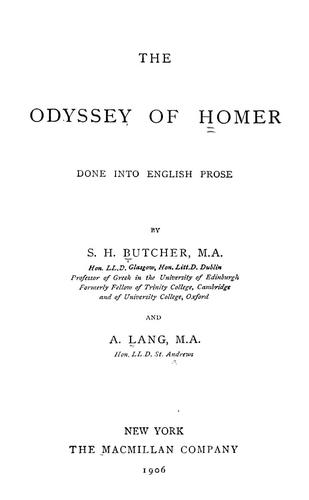 THE
ODYSSEY OF HOMER
DONE INTO ENGLISH PROSE
BY
S. H. BUTCHER, M.A.
Hon. LL.D. Glasgow, Hon. Litt.D. Dublin
Professor of Greek in the University of Edinburgh
Formerly Fellow of Trinity College, Cambridge
and of University College, Oxford
AND
A. LANG, M.A.
Hon. LL D. St. Andrews
NEW YORK
THE MACMILLAN COMPANY
1906